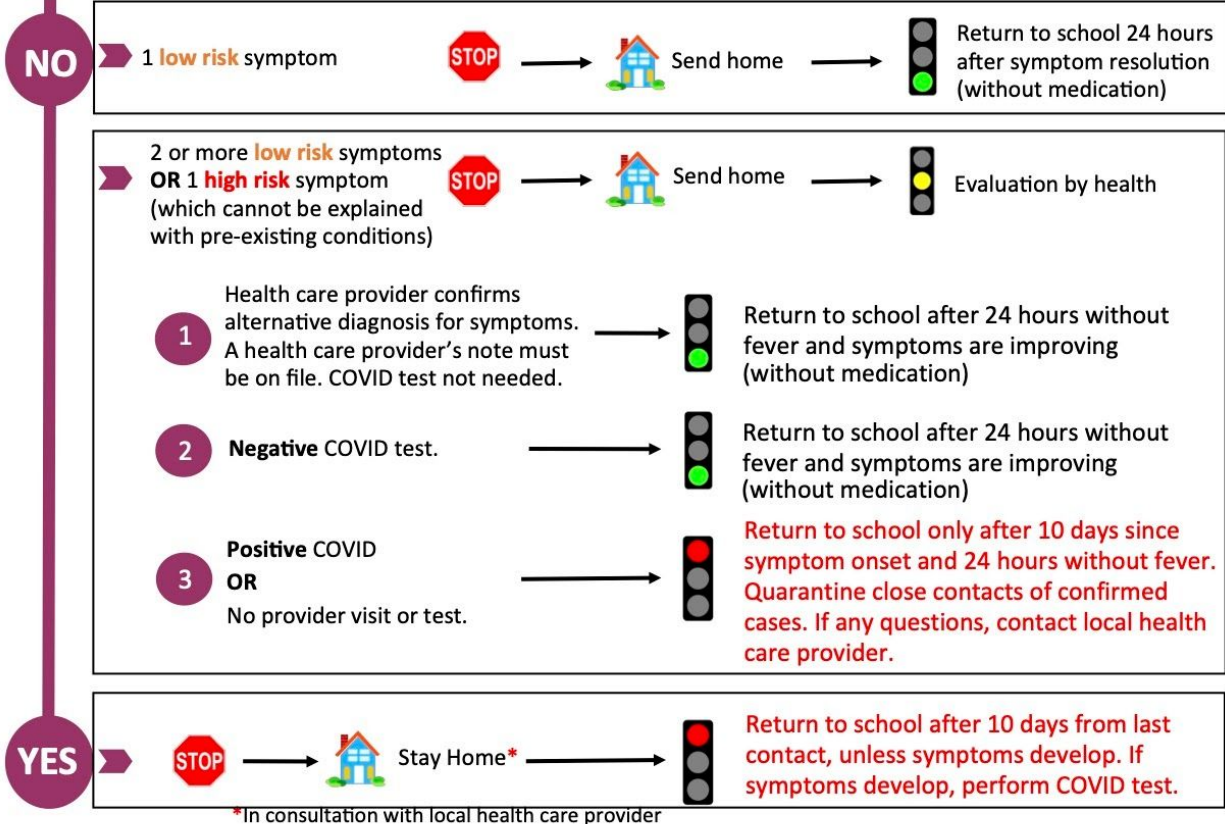 NO
1 low risk symptom
STOP
Send home
Return to school 24 hours
after symptom resolution
(without medication)
2 or more low risk symptoms
OR 1 high risk symptom
(which cannot be explained
with pre-existing conditions)
STOP
Send home
Evaluation by health
1
Health care provider confirms
alternative diagnosis for symptoms.
A health care provider’s note must
be on file. COVID test not needed.
Return to school after 24 hours without
fever and symptoms are improving
(without medication)
2
Negative COVID test.
Return to school after 24 hours without
fever and symptoms are improving
(without medication)
3
Positive COVID
OR
No provider visit or test.
Return to school only after 10 days since
symptom onset and 24 hours without fever.
Quarantine close contacts of confirmed
cases. If any questions, contact local health
care provider.
YES
STOP
Stay Home*
Return to school after 10 days from last
contact, unless symptoms develop. If
symptoms develop, perform COVID test.
*In consultation with local health care provider